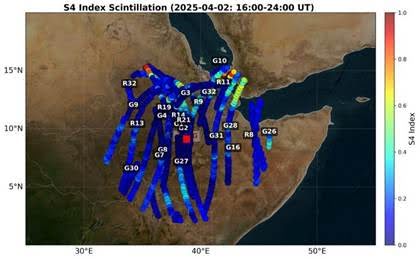 S4 Index Scintillation (2025-04-02: 16:00-24:00 UT)
1.0
0.8
0.6
0.4
0.2
0.0
S4 Index
15°N
10°N
5°N
30°E
40°E
50°E
G10
R32
R11
G3
G32
G9
R9
R19
G4
R14
R21
R13
G2
G28
G31
R8
G26
G16
G8
G7
G27
G30